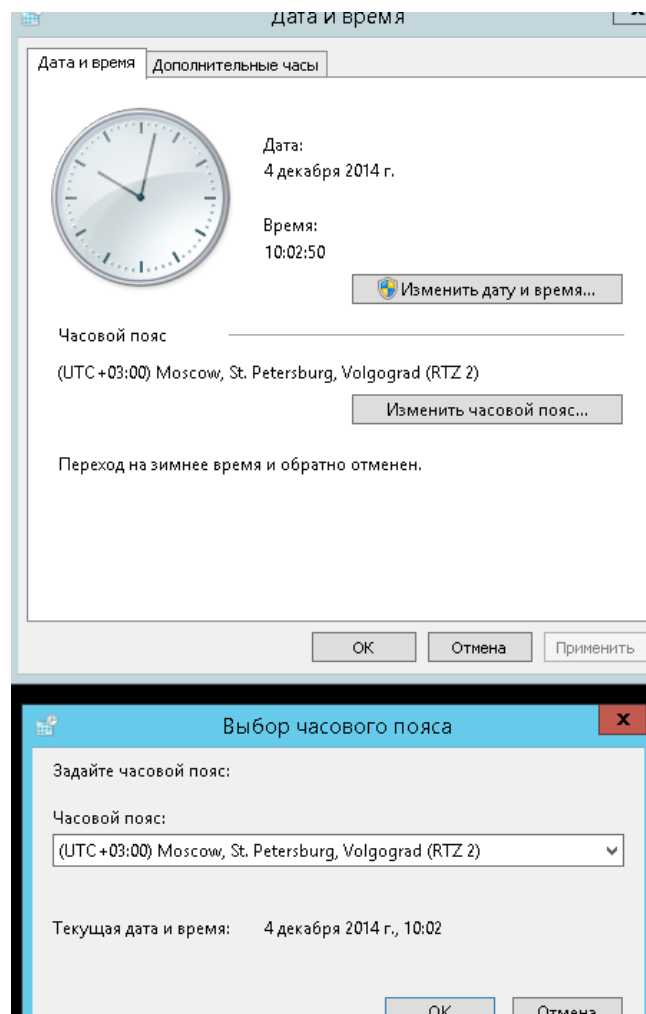 Дата и время
Дата и время Дополнительные часы
Дата:
4 декабря 2014 г.
Время:
10:02:50
Изменить дату и время...
Часовой пояс
(UTC+03:00) Moscow, St. Petersburg, Volgograd (RTZ 2)
Изменить часовой пояс...
Переход на зимнее время и обратно отменен.
ОК Отмена Применить
Выбор часового пояса x
Задайте часовой пояс:
Часовой пояс:
(UTC+03:00) Moscow, St. Petersburg, Volgograd (RTZ 2)
Текущая дата и время: 4 декабря 2014 г., 10:02
ОК Отмена